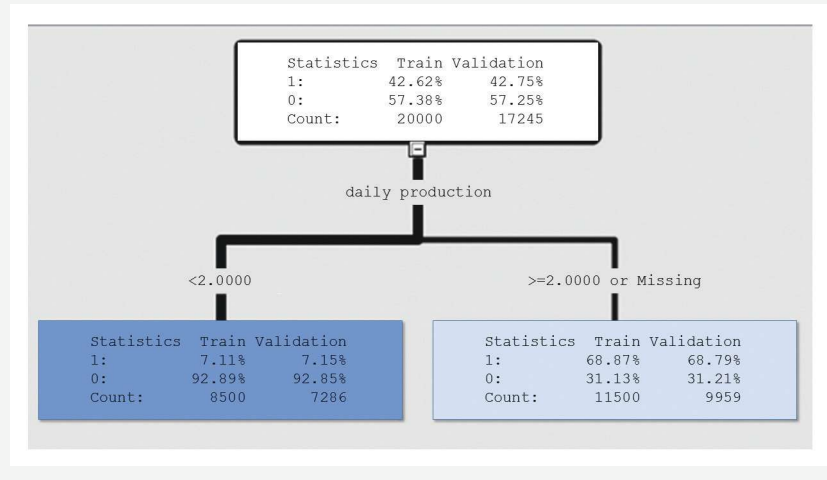 Statistics Train Validation
1: 42.62% 42.75%
0: 57.38% 57.25%
Count: 20000 17245
daily production
<2.0000
>=2.0000 or Missing
Statistics Train Validation
1: 7.11% 7.15%
0: 92.89% 92.85%
Count: 8500 7286
Statistics Train Validation
1: 68.87% 68.79%
0: 31.13% 31.21%
Count: 11500 9959